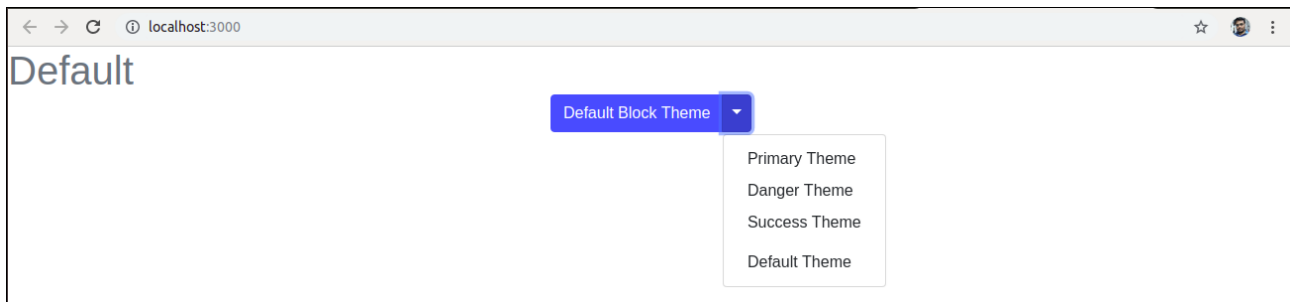 localhost:3000
Default
Default Block Theme
Primary Theme
Danger Theme
Success Theme
Default Theme